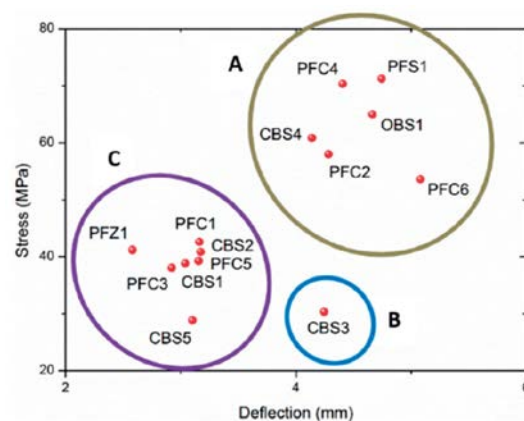 80
A
PFC4
PFS1
OBS1
60
CBS4
PFC2
PFC6
C
Stress (MPa)
PFC1
PFZ1
CBS2
40
PFC5
PFC3
CBS1
CBS3
B
CBS5
20
2
4
Deflection (mm)